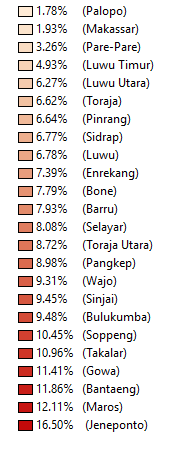 1.78% (Palopo)
1.93% (Makassar)
3.26% (Pare-Pare)
4.93% (Luwu Timur)
6.27% (Luwu Utara)
6.62% (Toraja)
6.64% (Pinrang)
6.77% (Sidrap)
6.78% (Luwu)
7.39% (Enrekang)
7.79% (Bone)
7.93% (Barru)
8.08% (Selayar)
8.72% (Toraja Utara)
8.98% (Pangkep)
9.31% (Wajo)
9.45% (Sinjai)
9.48% (Bulukumba)
10.45% (Soppeng)
10.96% (Takalar)
11.41% (Gowa)
11.86% (Bantaeng)
12.11% (Maros)
16.50% (Jeneponto)